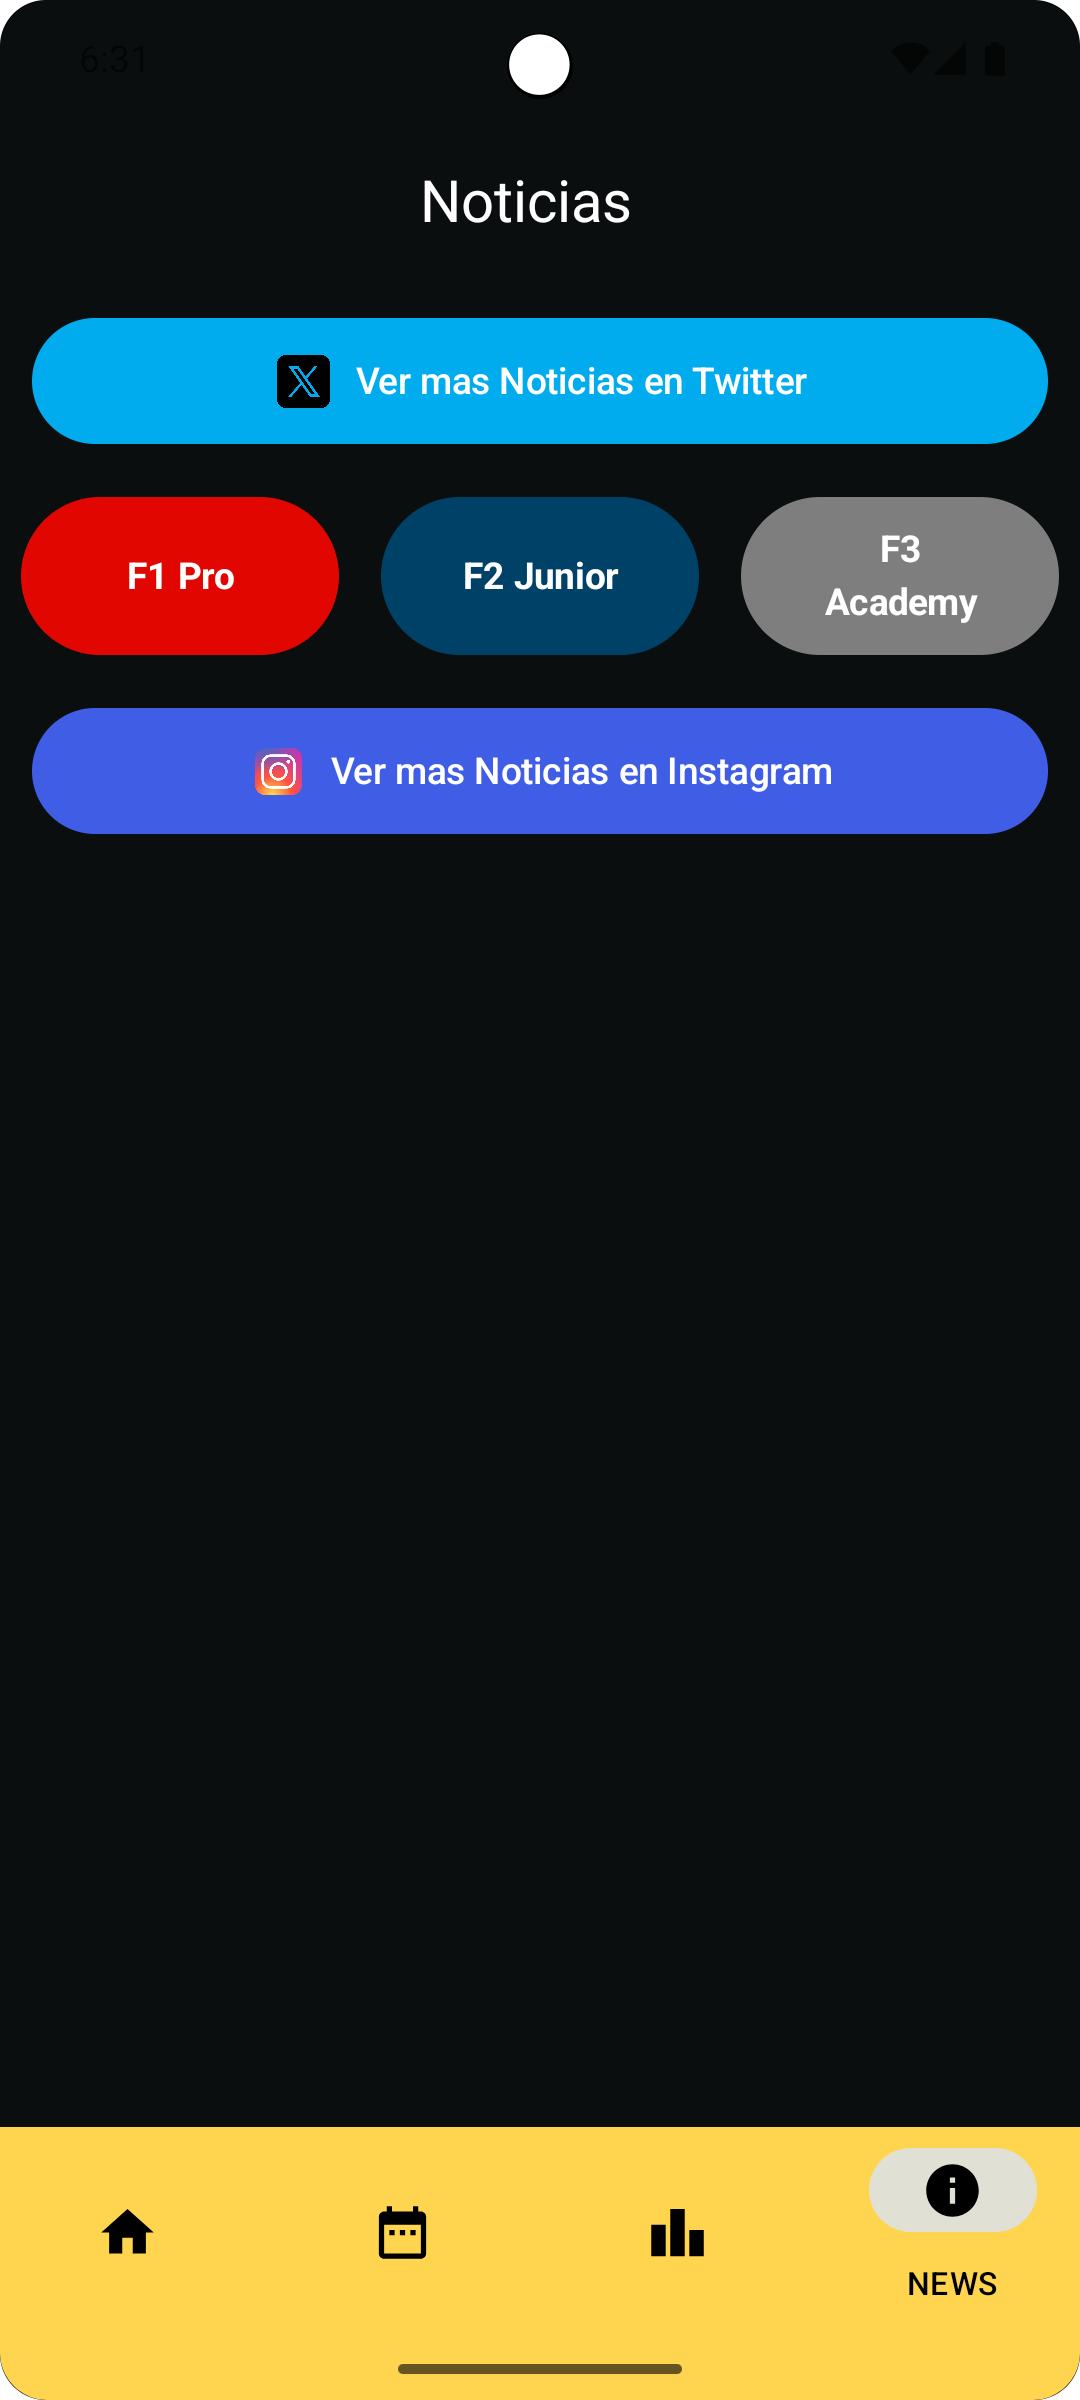 6:31
Noticias
Ver mas Noticias en Twitter
F1 Pro
F2 Junior
F3
Academy
Ver mas Noticias en Instagram
NEWS